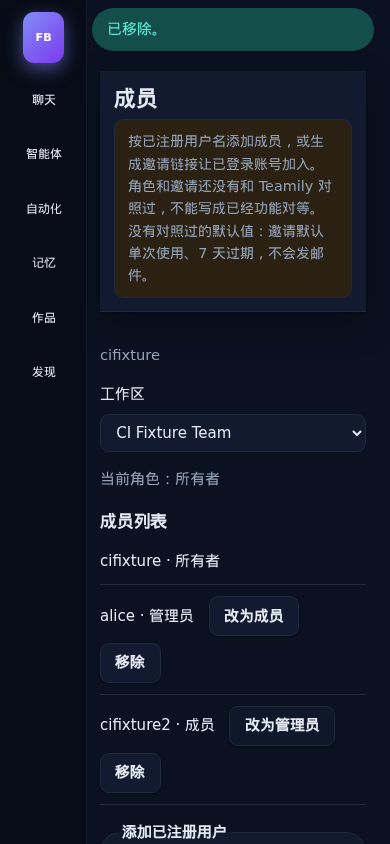 FB
聊天
智能体
自动化
记忆
作品
发现
已移除。
成员
按已注册用户名添加成员，或生
成邀请链接让已登录账号加入。
角色和邀请还没有和 Teamily 对
照过，不能写成已经功能对等。
没有对照过的默认值：邀请默认
单次使用、7 天过期，不会发邮
件。
cifixture
工作区
CI Fixture Team
当前角色：所有者
成员列表
cifixture · 所有者
alice · 管理员 改为成员
移除
cifixture2 · 成员 改为管理员
移除
添加已注册用户